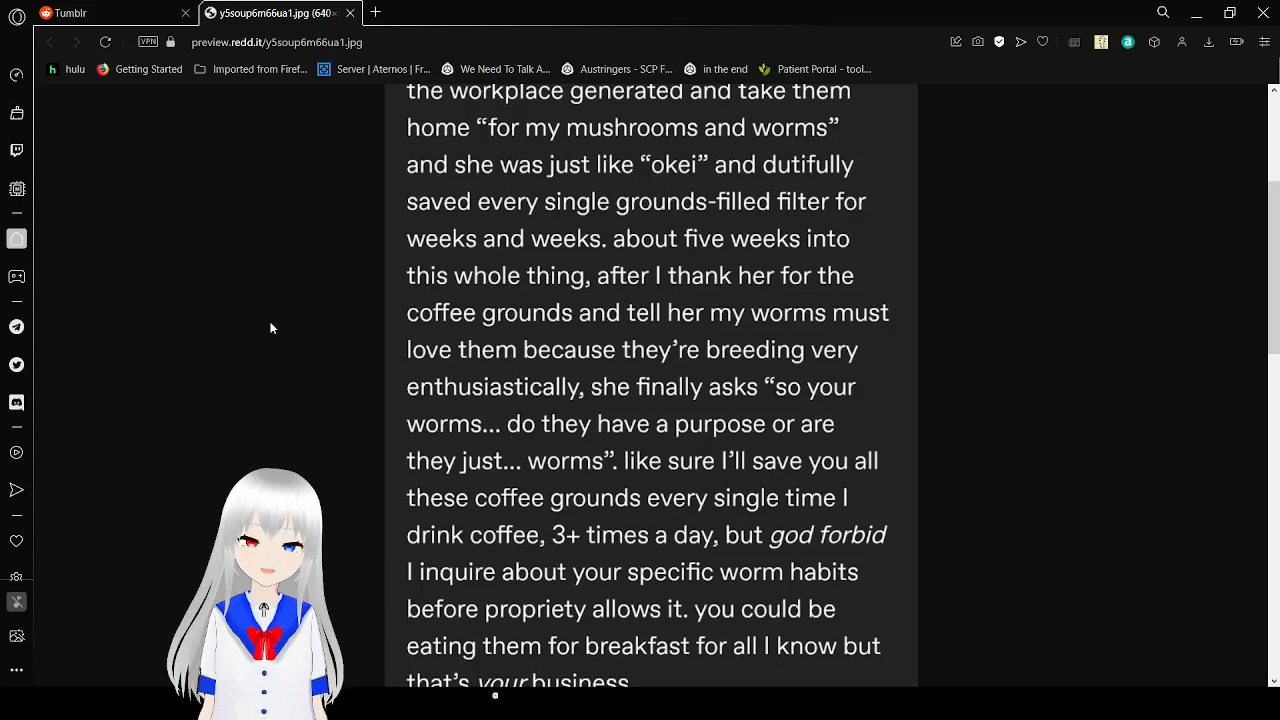 Tumblr
y5soup6m66ua1.jpg (640×
VPN
preview.redd.it/y5soup6m66ua1.jpg
hulu
Getting Started
Imported from Firef...
Server | Aternos | Fr...
We Need To Talk A...
Austringers - SCP F...
in the end
Patient Portal - tool...
the workplace generated and take them
home “for my mushrooms and worms”
and she was just like “okei” and dutifully
saved every single grounds-filled filter for
weeks and weeks. about five weeks into
this whole thing, after I thank her for the
coffee grounds and tell her my worms must
love them because they’re breeding very
enthusiastically, she finally asks “so your
worms... do they have a purpose or are
they just... worms”. like sure I’ll save you all
these coffee grounds every single time I
drink coffee, 3+ times a day, but god forbid
I inquire about your specific worm habits
before propriety allows it. you could be
eating them for breakfast for all I know but
that’s your business